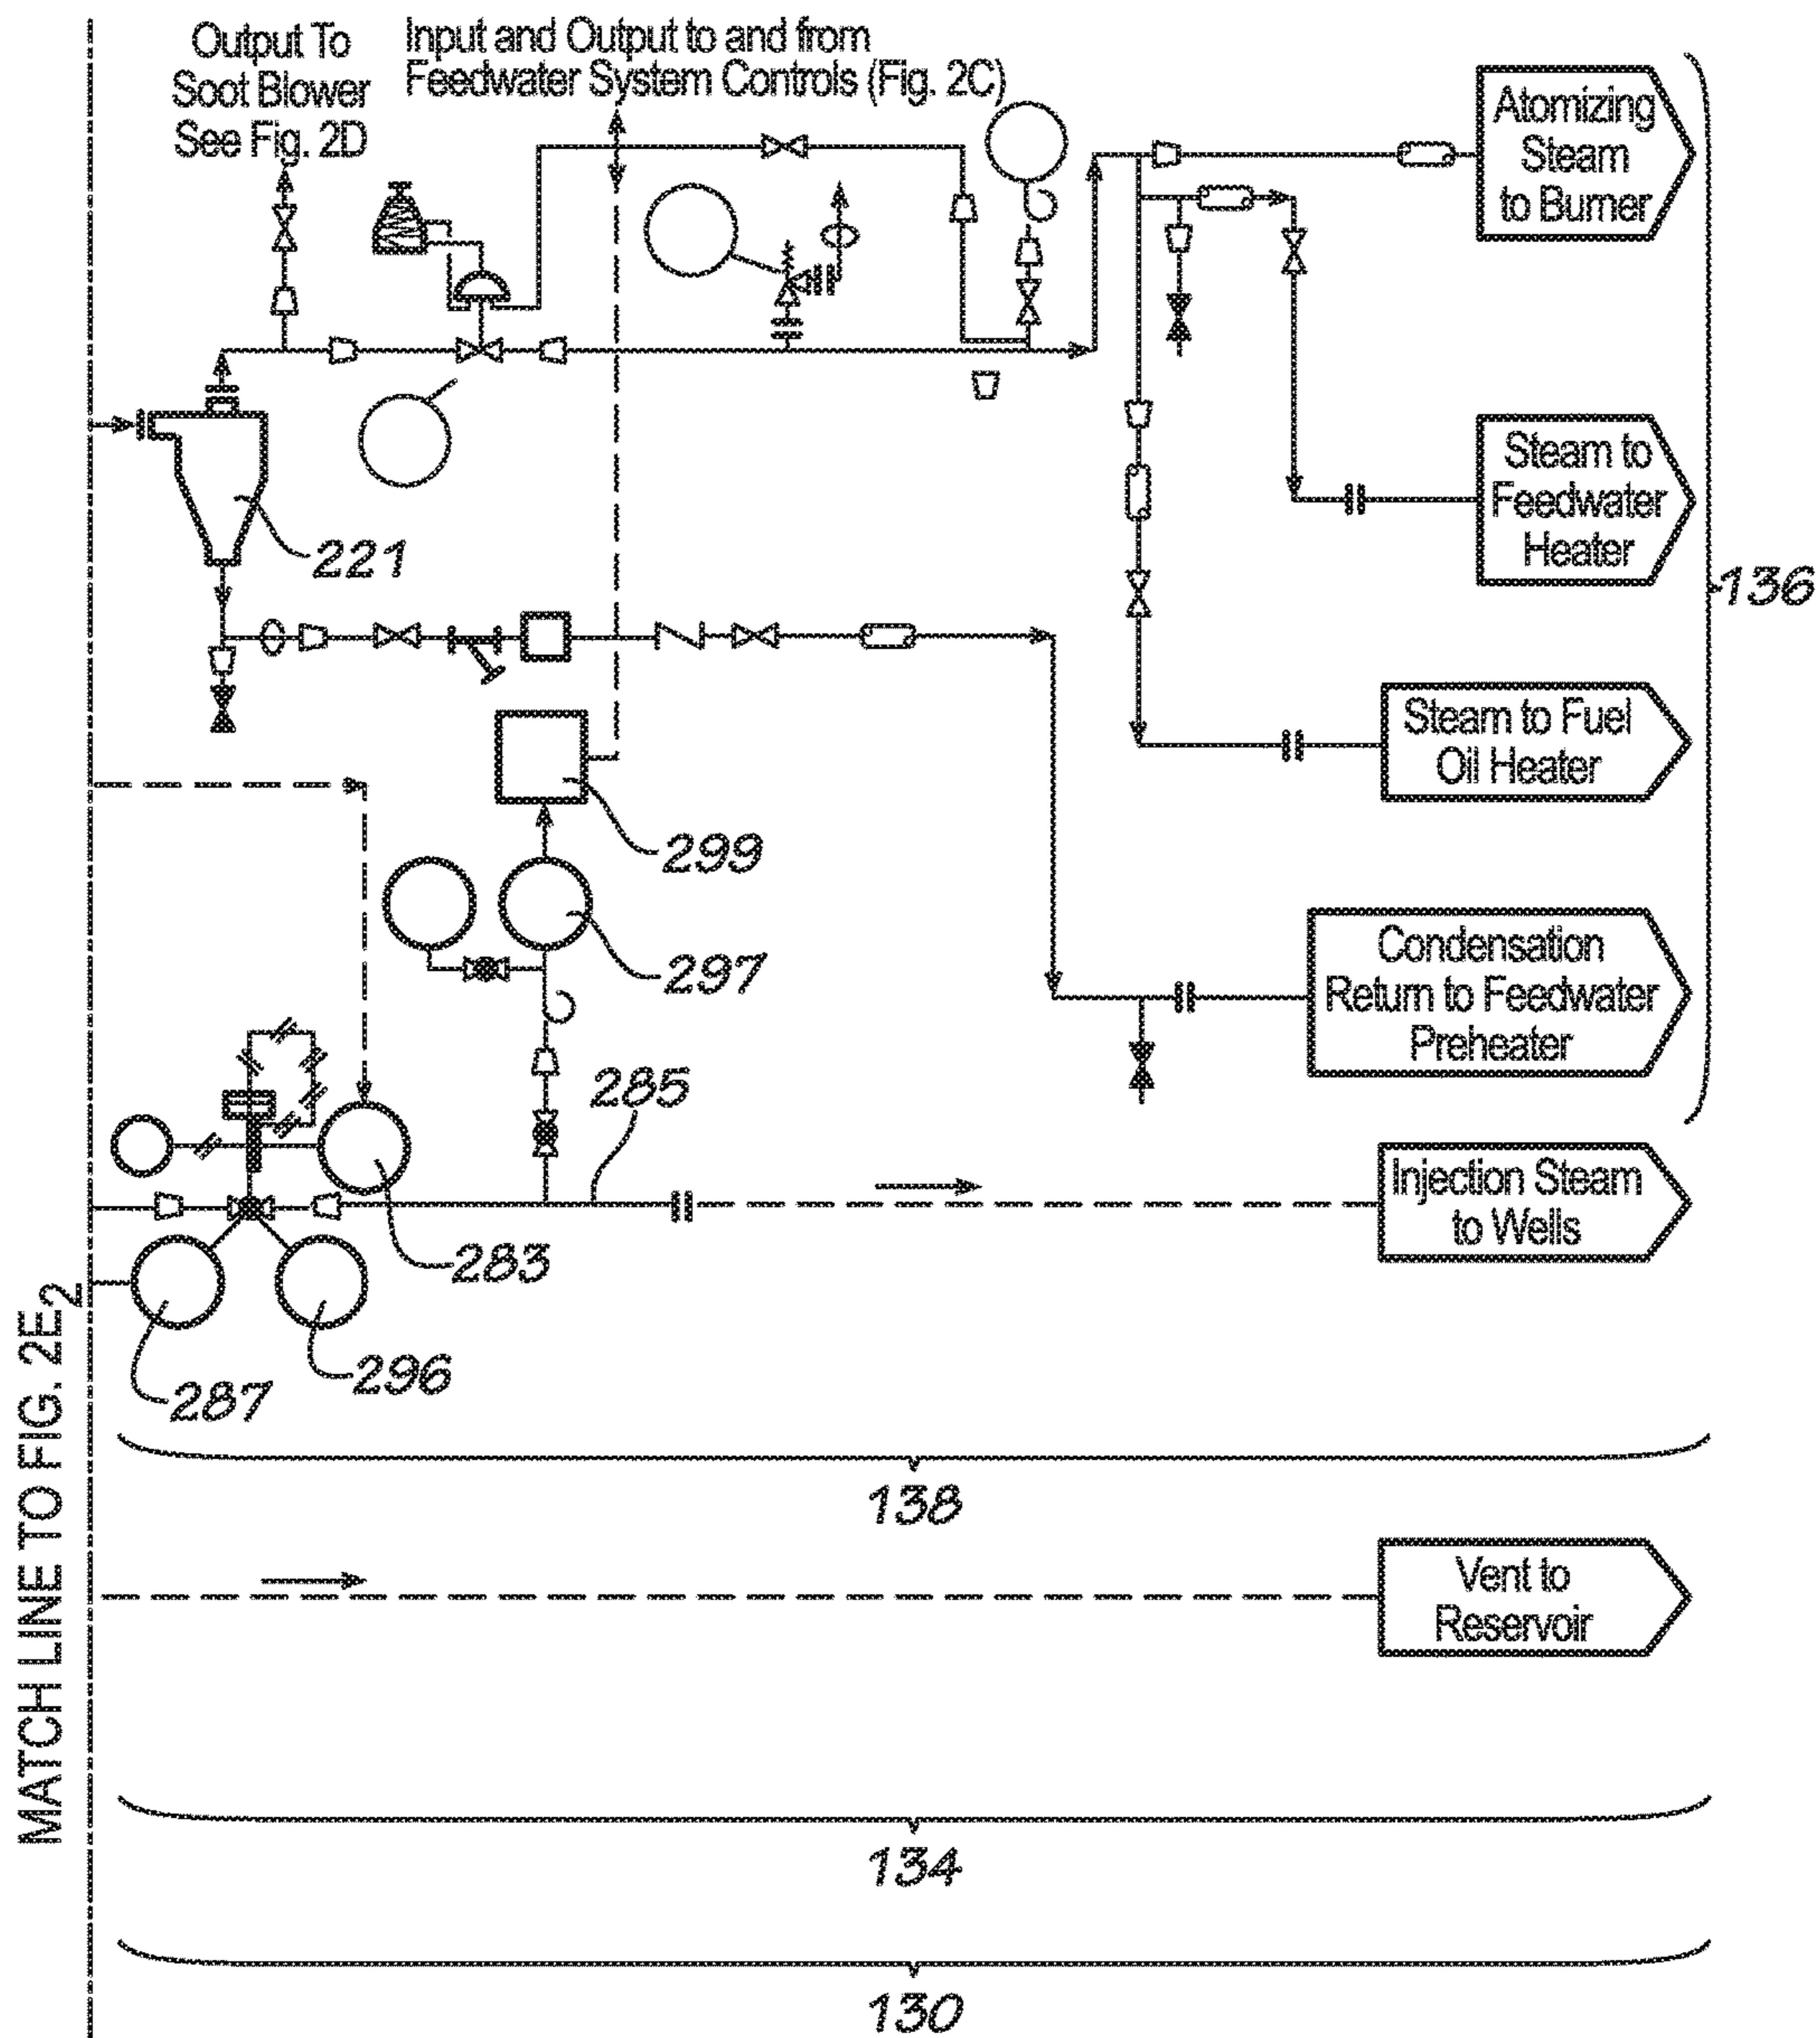 Output To
Soot Blower
See Fig. 2D
Input and Output to and from
Feedwater System Controls (Fig. 2C)
Atomizing
Steam
to Burner
Steam to
Feedwater
Heater
136
221
Steam to Fuel
Oil Heater
299
297
Condensation
Return to Feedwater
Preheater
285
Injection Steam
to Wells
283
296
287
138
Vent to
Reservoir
134
130
MATCH LINE TO FIG. 2E2